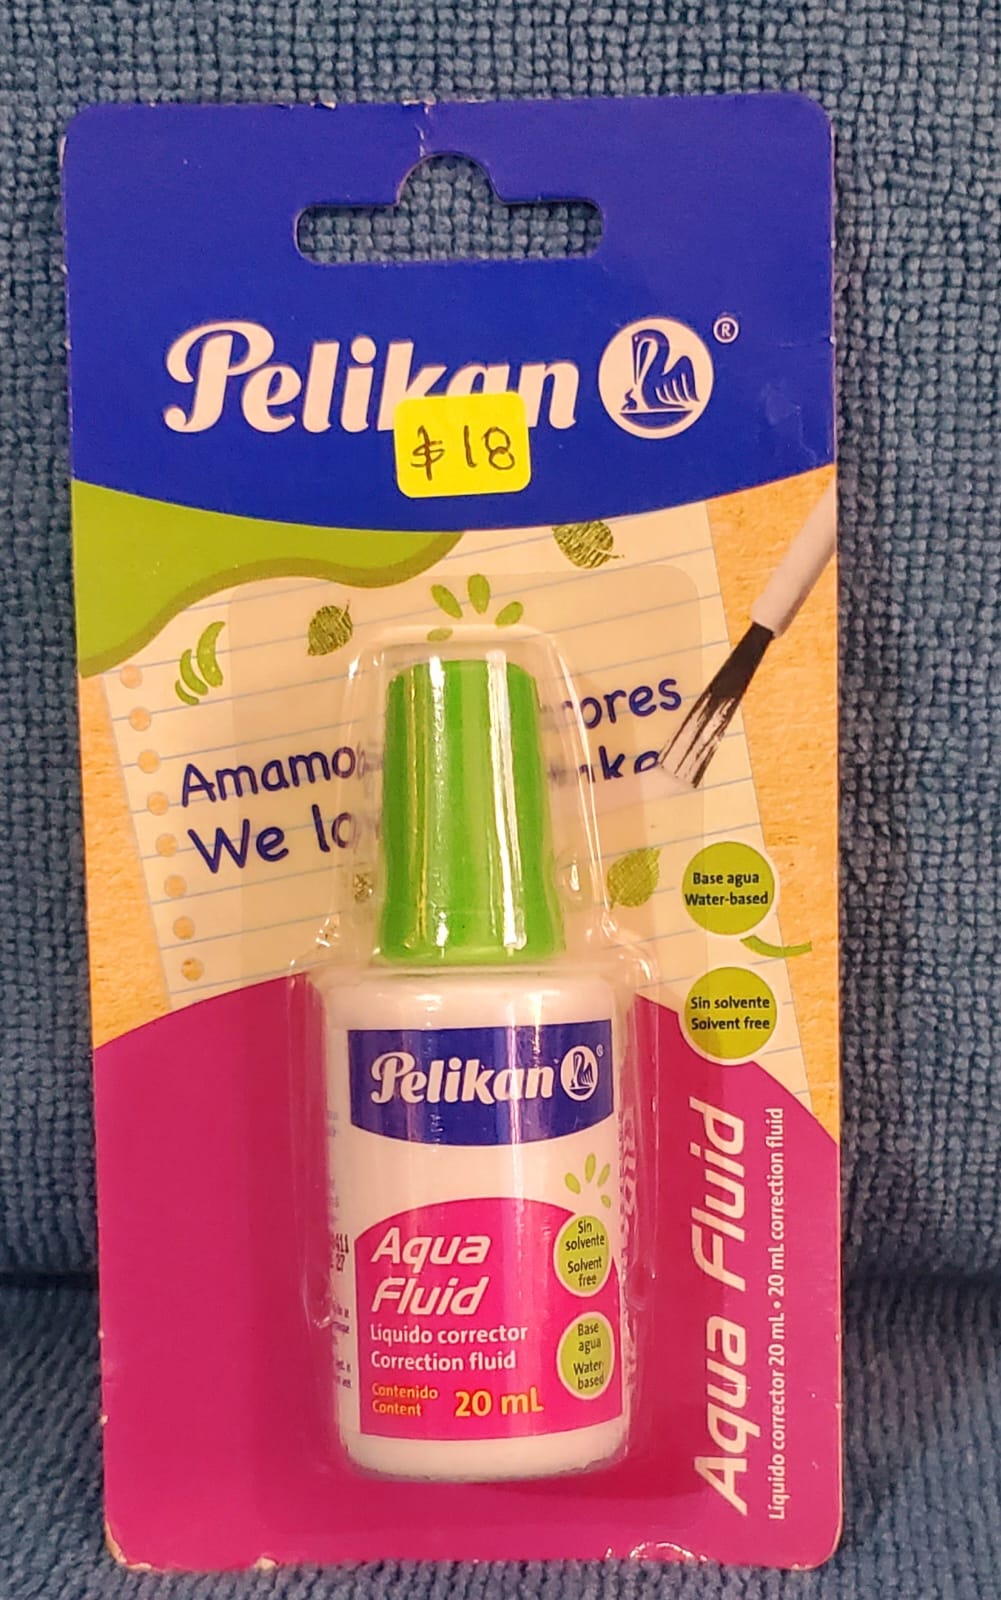 Pelikan
®
$18
Amamo ores
We lo
Base agua
Water-based
Sin solvente
Solvent free
Pelikan
®
Aqua
Fluid
Líquido corrector
Correction fluid
Contenido
Content
20 mL
Sin
solvente
Solvent
free
Base
agua
Water-
based
Aqua Fluid
Líquido corrector 20 mL • 20 mL correction fluid